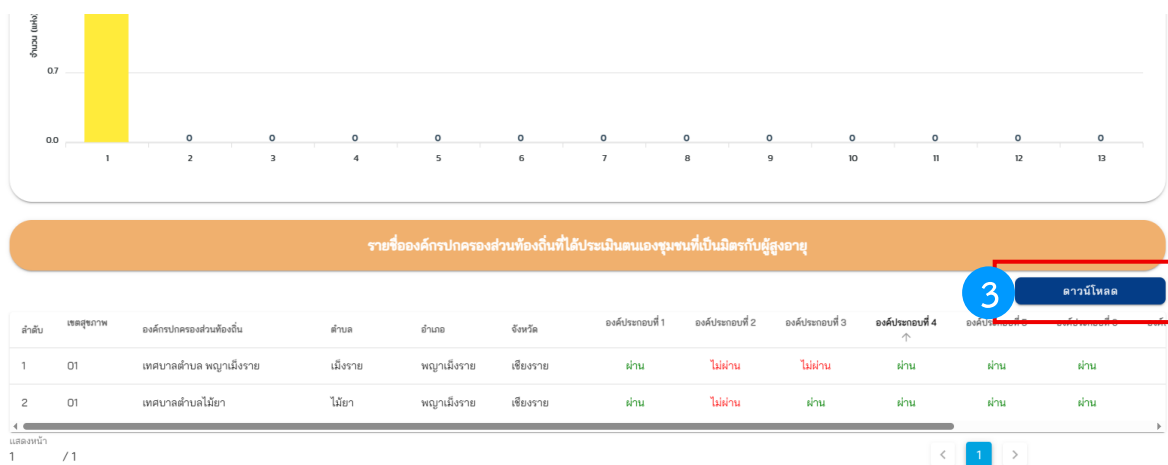 จำนวน (แห่ง)
0.7
0.0
0 0 0 0 0 0 0 0 0 0 0 0
1 2 3 4 5 6 7 8 9 10 11 12 13
รายชื่อองค์กรปกครองส่วนท้องถิ่นที่ได้ประเมินตนเองชุมชนที่เป็นมิตรกับผู้สูงอายุ
3 ดาวน์โหลด
ลำดับ เขตสุขภาพ องค์กรปกครองส่วนท้องถิ่น ตำบล อำเภอ จังหวัด องค์ประกอบที่ 1 องค์ประกอบที่ 2 องค์ประกอบที่ 3 องค์ประกอบที่ 4
1 01 เทศบาลตำบล พญาเม็งราย เม็งราย พญาเม็งราย เชียงราย ผ่าน ไม่ผ่าน ไม่ผ่าน ผ่าน ผ่าน ผ่าน
2 01 เทศบาลตำบลไม้ยา ไม้ยา พญาเม็งราย เชียงราย ผ่าน ไม่ผ่าน ผ่าน ผ่าน ผ่าน ผ่าน
แสดงหน้า
1 / 1
< 1 >